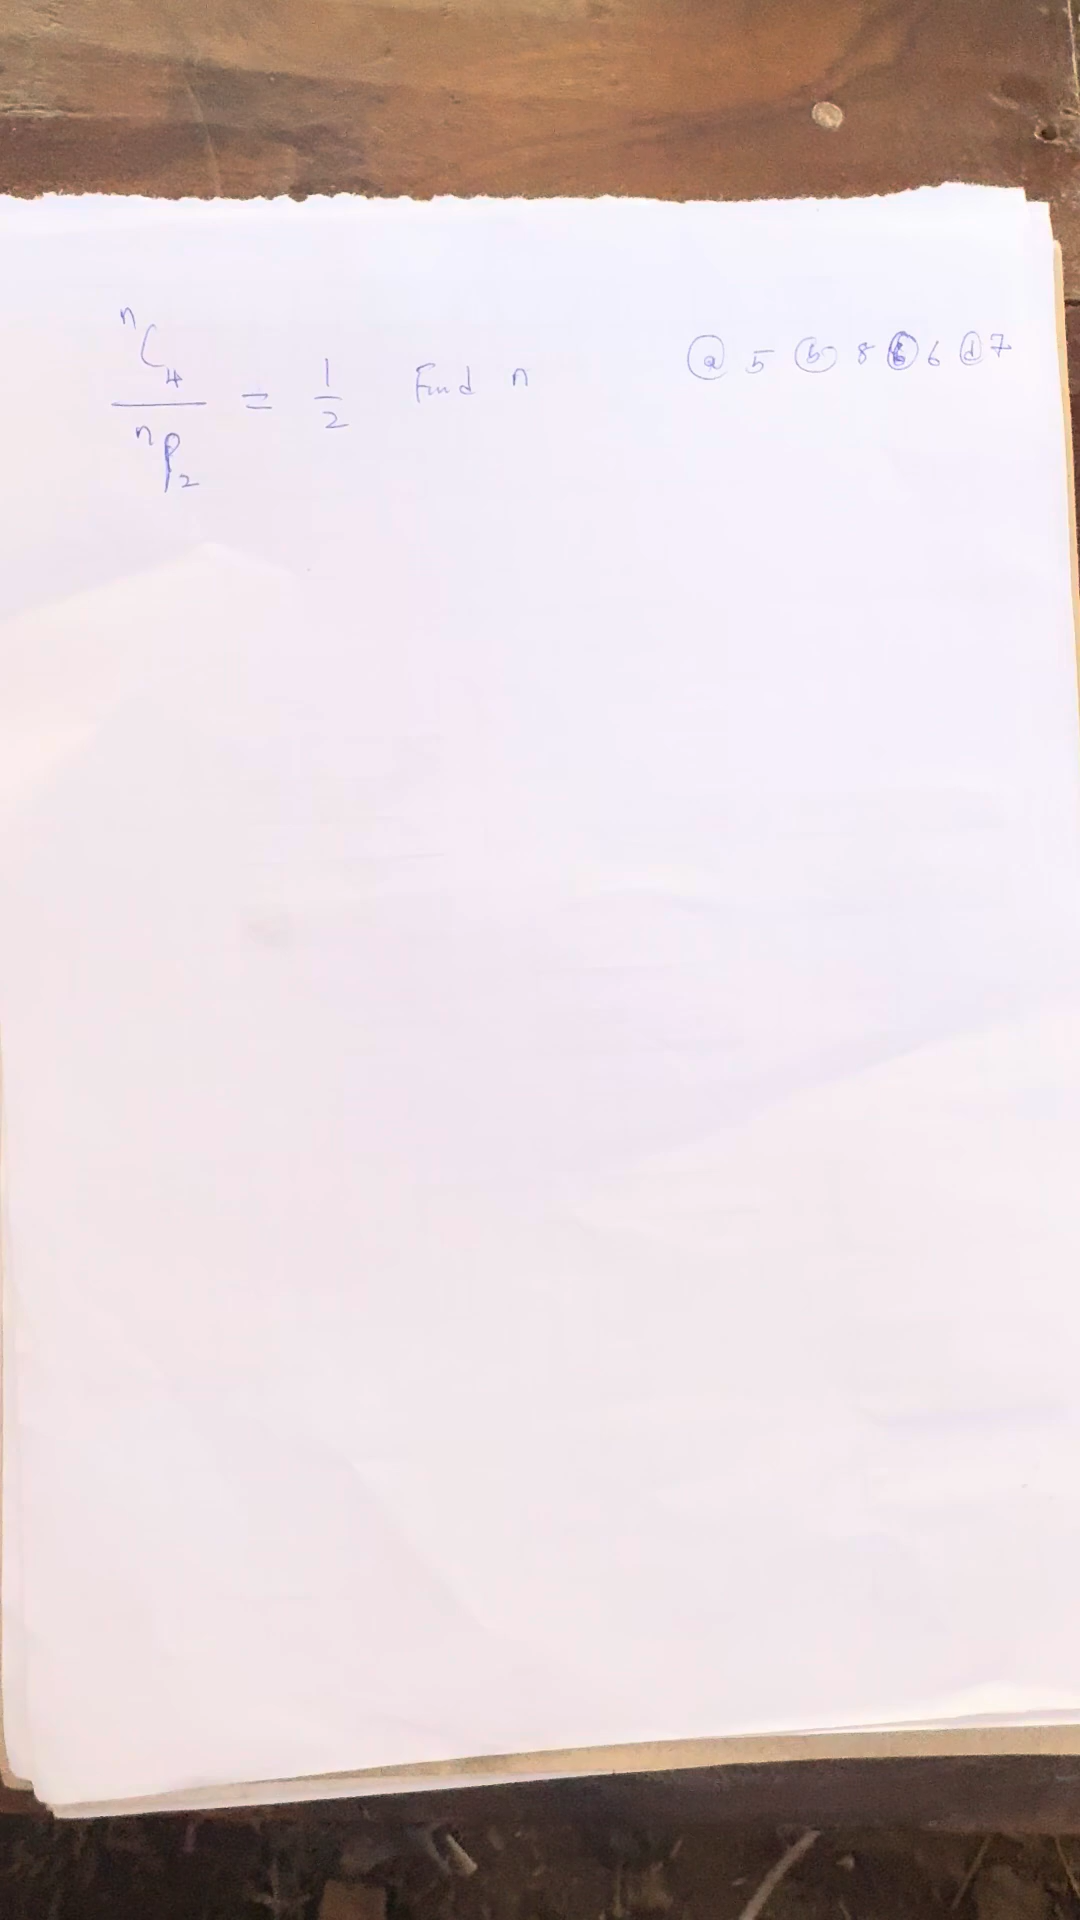 ⁿC₄ / ⁿP₂ = 1/2 Find n ⓐ 5 ⓑ 8 ⓒ 6 ⓓ 7